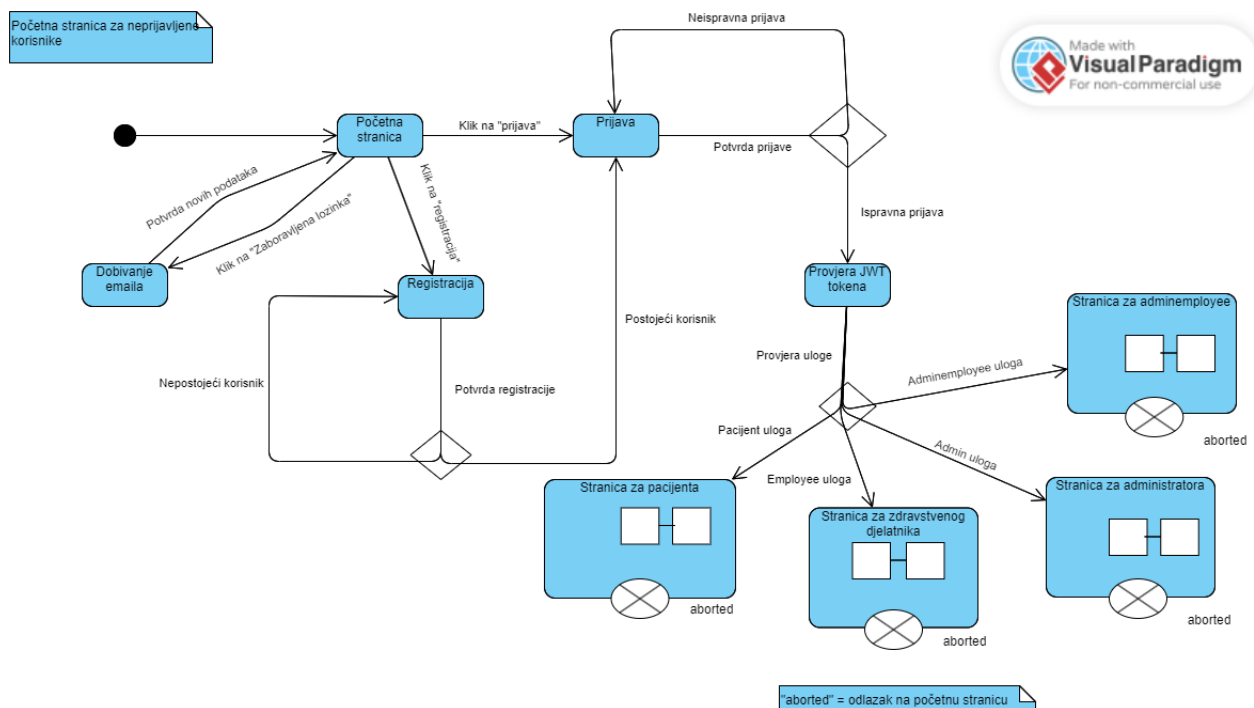 Početna stranica za neprijavljene
korisnike
Neispravna prijava
Made with
Visual Paradigm
For non-commercial use
Početna
stranica
Klik na "prijava"
Prijava
Potvrda prijave
Potvrda novih podataka
Klik na "Zaboravljena lozinka"
Klik na "registracija"
Ispravna prijava
Dobivanje
emaila
Registracija
Provjera JWT
tokena
Stranica za adminemployee
Postojeći korisnik
Provjera uloge
Nepostojeći korisnik
Potvrda registracije
Adminemployee uloga
aborted
Pacijent uloga
Admin uloga
Employee uloga
Stranica za pacijenta
Stranica za administratora
Stranica za zdravstvenog
djelatnika
aborted
aborted
aborted
"aborted" = odlazak na početnu stranicu